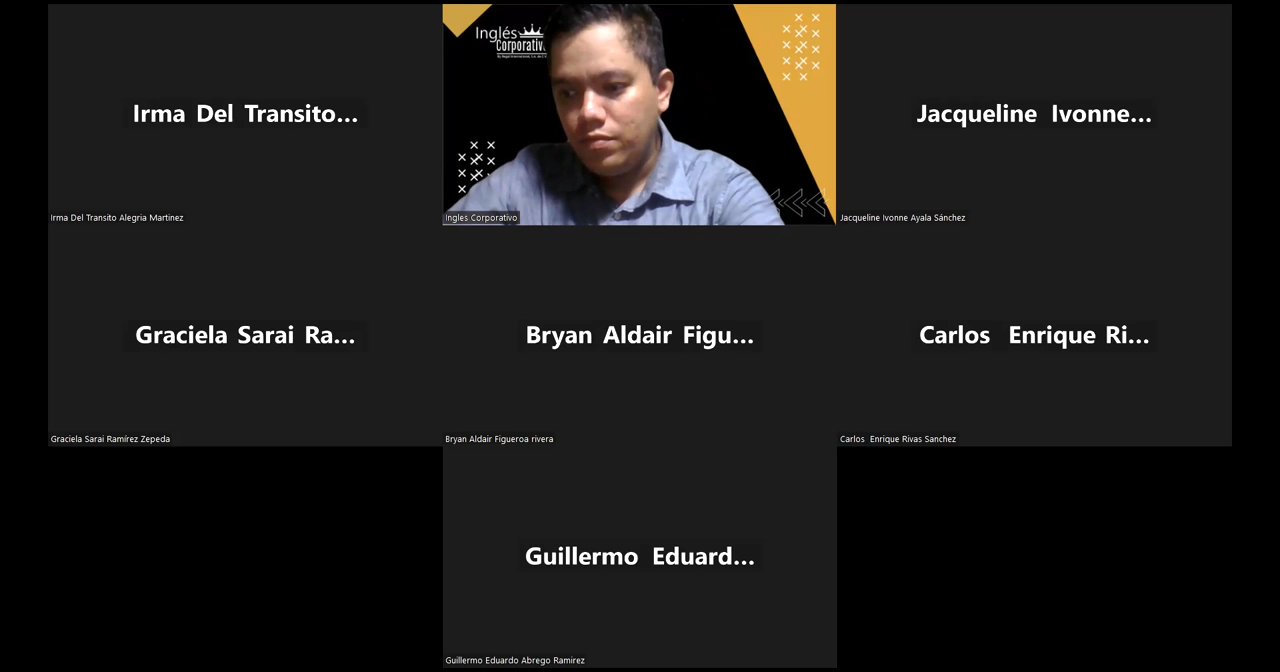 Irma Del Transito...
Irma Del Transito Alegria Martinez
Inglés
Corporativ
Ingles Corporativo
Jacqueline Ivonne...
Jacqueline Ivonne Ayala Sánchez
Graciela Sarai Ra...
Graciela Sarai Ramírez Zepeda
Bryan Aldair Figu...
Bryan Aldair Figueroa rivera
Carlos Enrique Ri...
Carlos Enrique Rivas Sanchez
Guillermo Eduard...
Guillermo Eduardo Abrego Ramirez